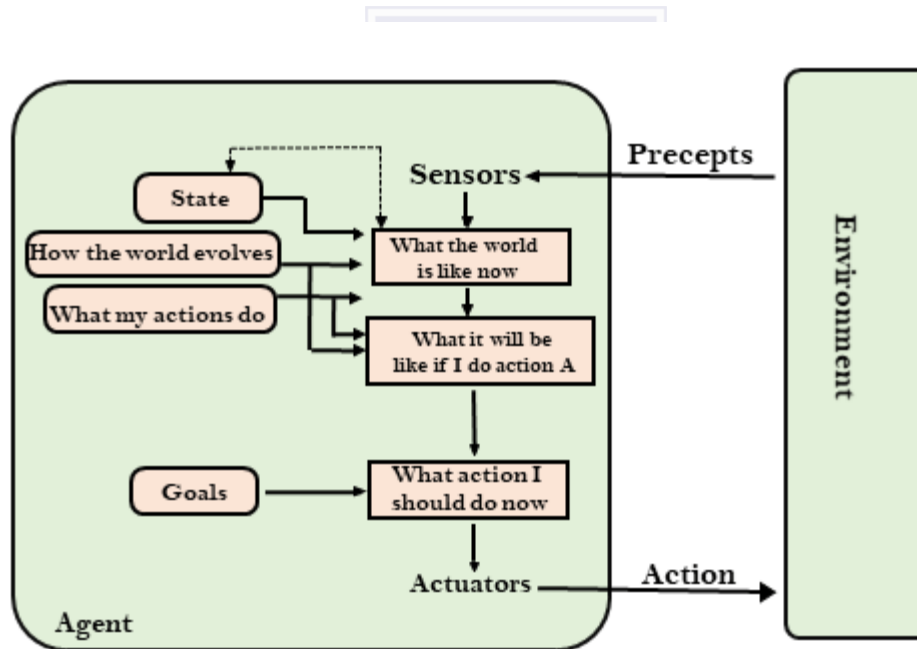 Precepts
Sensors
State
What the world
is like now
How the world evolves
What my actions do
What it will be
like if I do action A
Environment
What action I
should do now
Goals
Actuators
Action
Agent